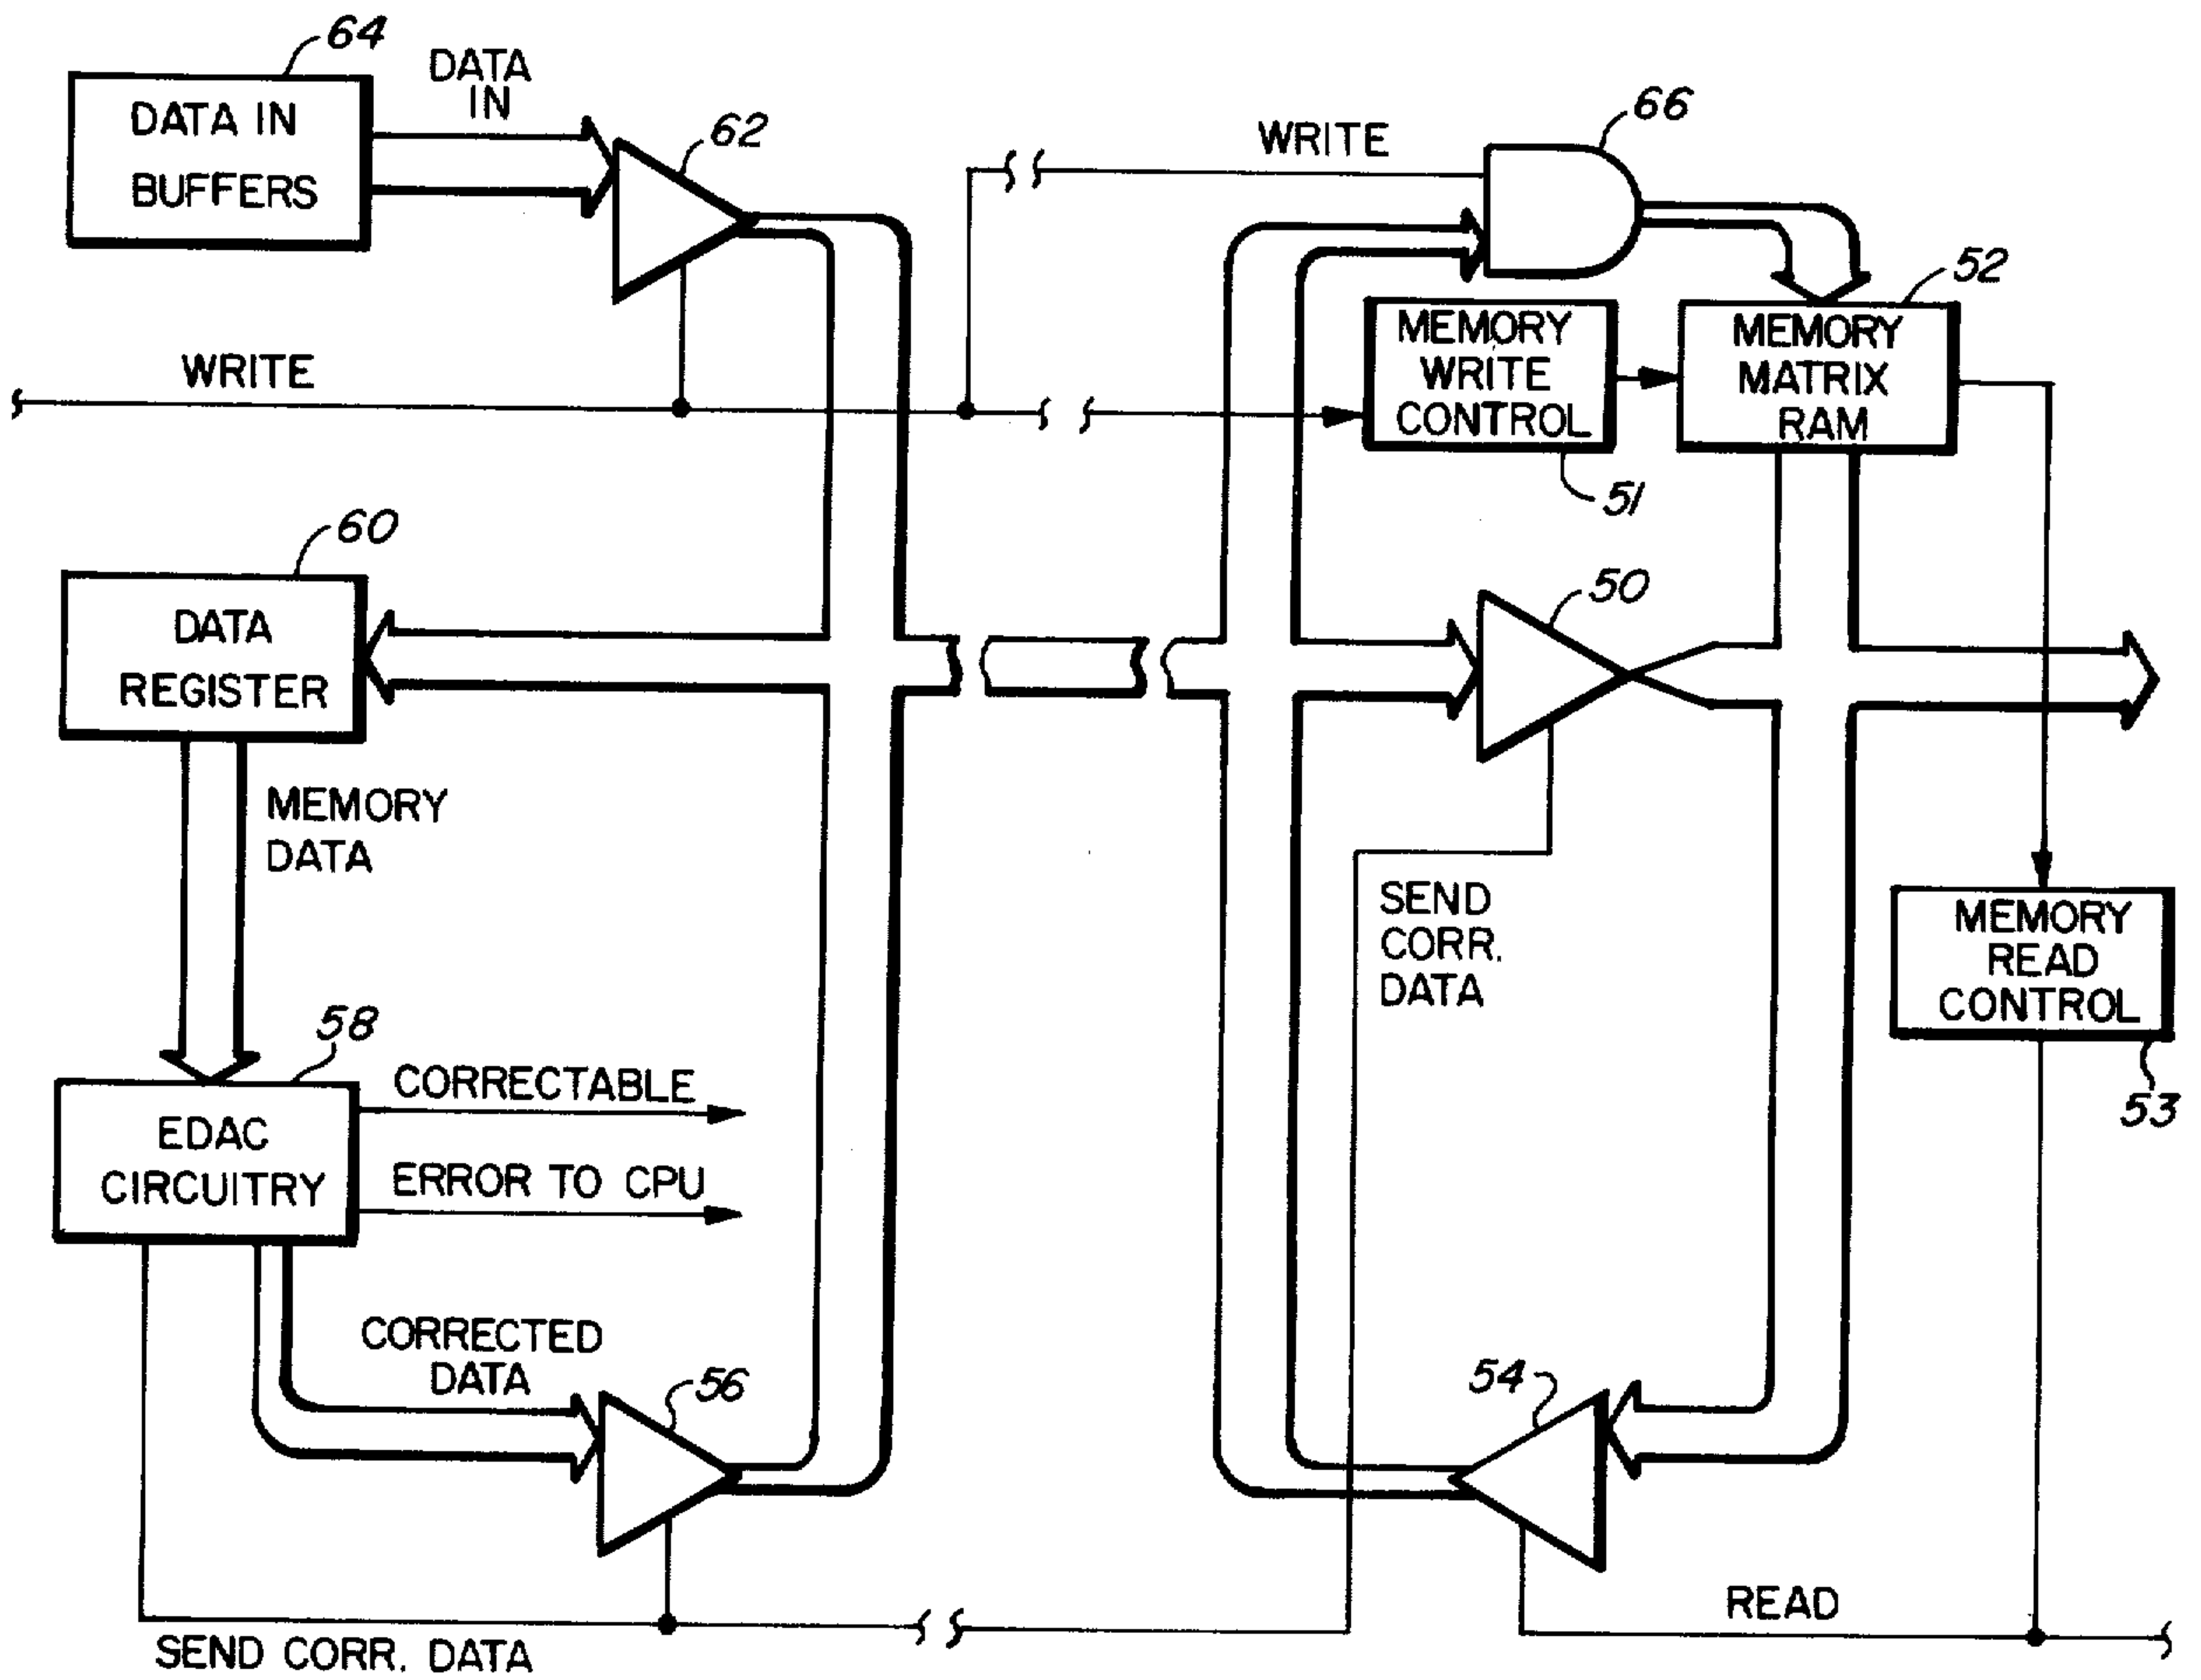 64
DATA IN
BUFFERS
DATA
IN
62
WRITE
66
WRITE
52
MEMORY
WRITE
CONTROL
MEMORY
MATRIX
RAM
51
60
DATA
REGISTER
50
MEMORY
DATA
SEND
CORR.
DATA
MEMORY
READ
CONTROL
53
58
EDAC
CIRCUITRY
CORRECTABLE
ERROR TO CPU
CORRECTED
DATA
56
54
READ
SEND CORR. DATA